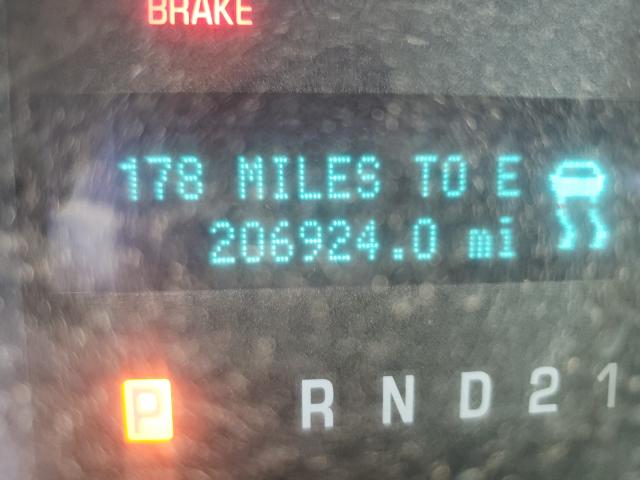 BRAKE
178 MILES TO E
206924.0 mi
P R N D 2 1